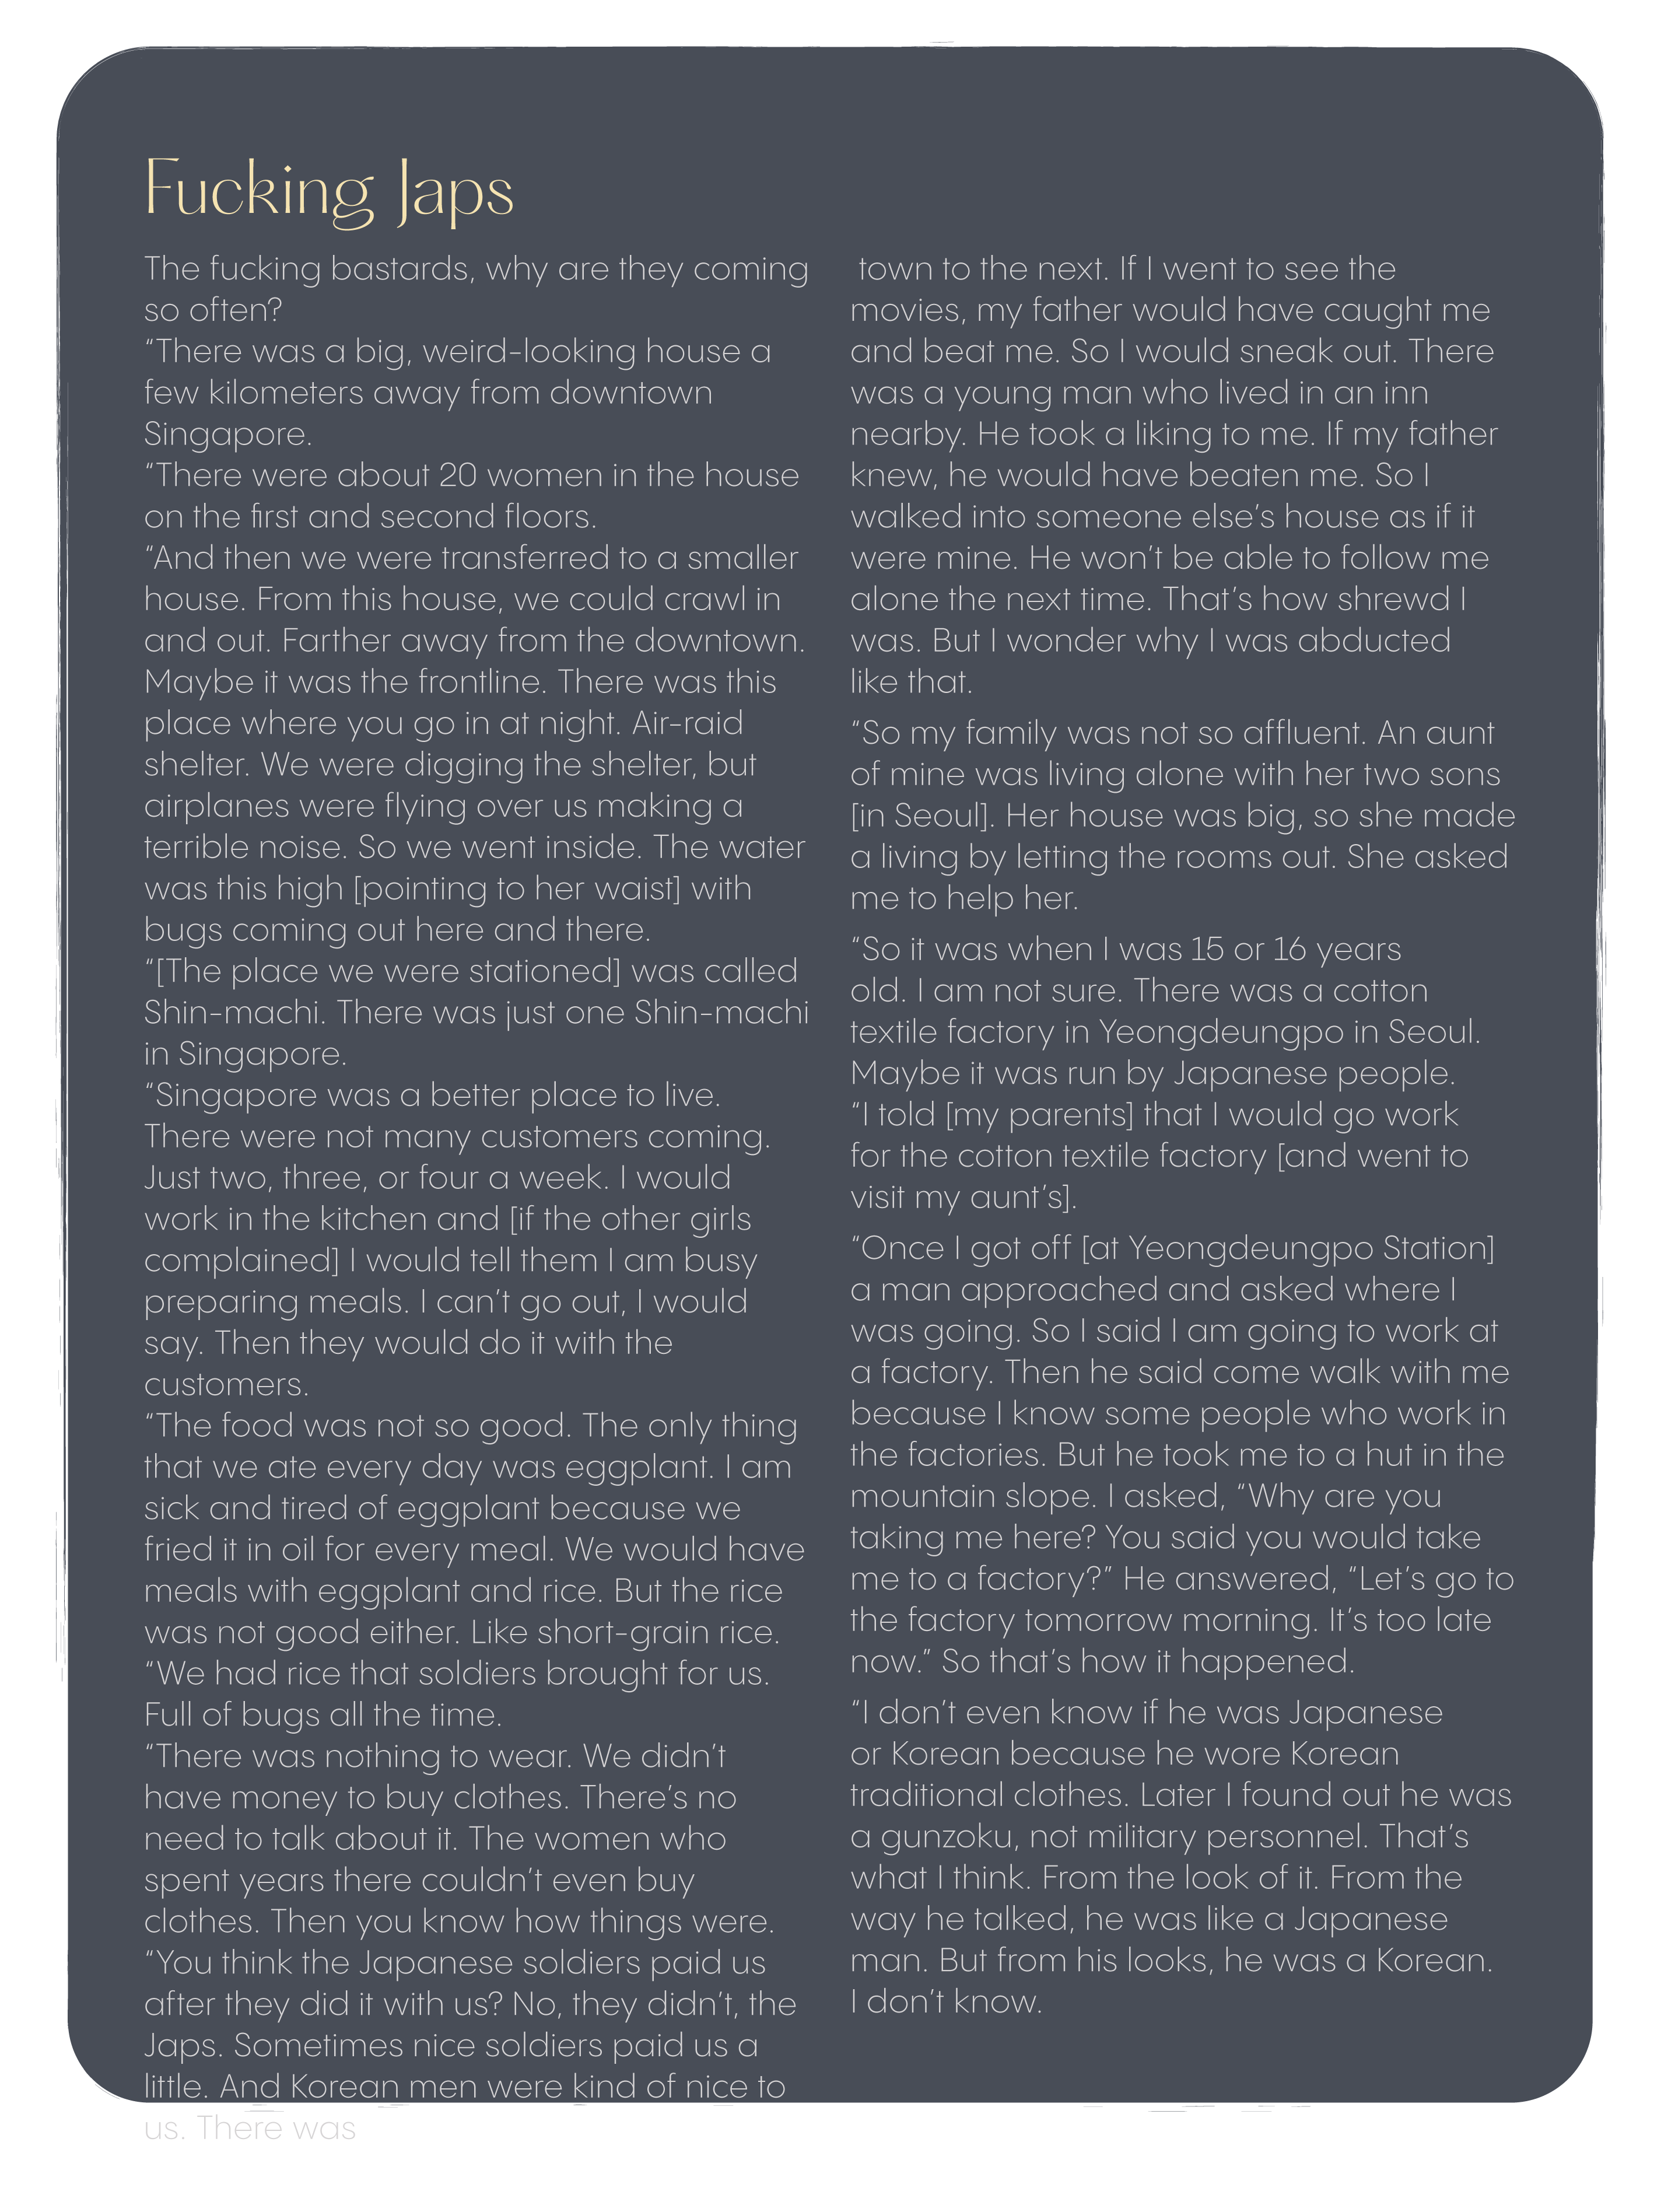 Fucking Japs
The fucking bastards, why are they coming
so often?
“There was a big, weird-looking house a
few kilometers away from downtown
Singapore.
“There were about 20 women in the house
on the first and second floors.
“And then we were transferred to a smaller
house. From this house, we could crawl in
and out. Farther away from the downtown.
Maybe it was the frontline. There was this
place where you go in at night. Air-raid
shelter. We were digging the shelter, but
airplanes were flying over us making a
terrible noise. So we went inside. The water
was this high [pointing to her waist] with
bugs coming out here and there.
“[The place we were stationed] was called
Shin-machi. There was just one Shin-machi
in Singapore.
“Singapore was a better place to live.
There were not many customers coming.
Just two, three, or four a week. I would
work in the kitchen and [if the other girls
complained] I would tell them I am busy
preparing meals. I can’t go out, I would
say. Then they would do it with the
customers.
“The food was not so good. The only thing
that we ate every day was eggplant. I am
sick and tired of eggplant because we
fried it in oil for every meal. We would have
meals with eggplant and rice. But the rice
was not good either. Like short-grain rice.
“We had rice that soldiers brought for us.
Full of bugs all the time.
“There was nothing to wear. We didn’t
have money to buy clothes. There’s no
need to talk about it. The women who
spent years there couldn’t even buy
clothes. Then you know how things were.
“You think the Japanese soldiers paid us
after they did it with us? No, they didn’t, the
Japs. Sometimes nice soldiers paid us a
little. And Korean men were kind of nice to
us. There was
town to the next. If I went to see the
movies, my father would have caught me
and beat me. So I would sneak out. There
was a young man who lived in an inn
nearby. He took a liking to me. If my father
knew, he would have beaten me. So I
walked into someone else’s house as if it
were mine. He won’t be able to follow me
alone the next time. That’s how shrewd I
was. But I wonder why I was abducted
like that.
“So my family was not so affluent. An aunt
of mine was living alone with her two sons
[in Seoul]. Her house was big, so she made
a living by letting the rooms out. She asked
me to help her.
“So it was when I was 15 or 16 years
old. I am not sure. There was a cotton
textile factory in Yeongdeungpo in Seoul.
Maybe it was run by Japanese people.
“I told [my parents] that I would go work
for the cotton textile factory [and went to
visit my aunt’s].
“Once I got off [at Yeongdeungpo Station]
a man approached and asked where I
was going. So I said I am going to work at
a factory. Then he said come walk with me
because I know some people who work in
the factories. But he took me to a hut in the
mountain slope. I asked, “Why are you
taking me here? You said you would take
me to a factory?” He answered, “Let’s go to
the factory tomorrow morning. It’s too late
now.” So that’s how it happened.
“I don’t even know if he was Japanese
or Korean because he wore Korean
traditional clothes. Later I found out he was
a gunzoku, not military personnel. That’s
what I think. From the look of it. From the
way he talked, he was like a Japanese
man. But from his looks, he was a Korean.
I don’t know.